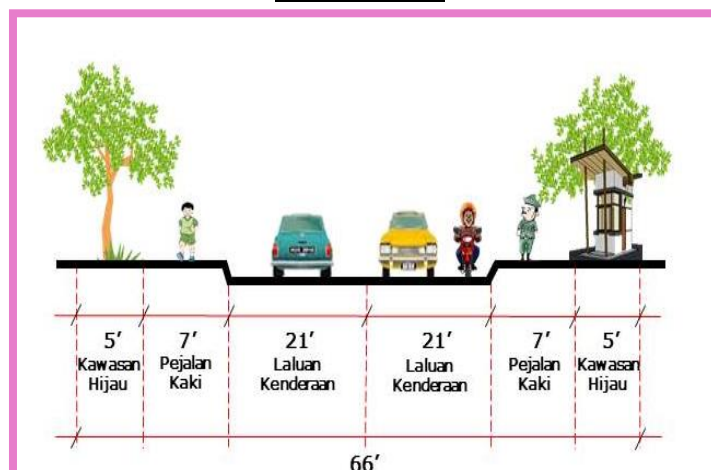 5’ 7’ 21’ 21’ 7’ 5’
Kawasan Pejalan Laluan Laluan Pejalan Kawasan
Hijau Kaki Kenderaan Kenderaan Kaki Hijau
66’